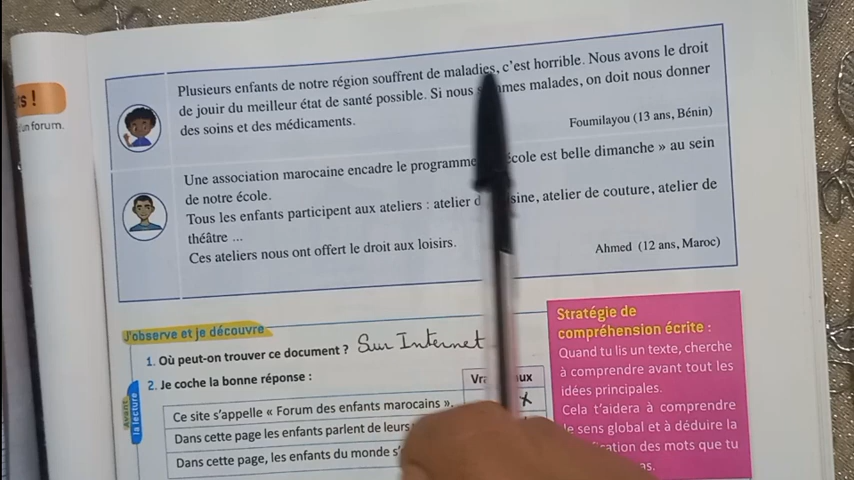 Plusieurs enfants de notre région souffrent de maladies, c'est horrible. Nous avons le droit
de jouir du meilleur état de santé possible. Si nous malades, on doit nous donner
des soins et des médicaments.
Foumilayou (13 ans, Bénin)
Une association marocaine encadre le programme école est belle dimanche » au sein
de notre école.
Tous les enfants participent aux ateliers : atelier atelier de couture, atelier de
théâtre ...
Ces ateliers nous ont offert le droit aux loisirs.
Ahmed (12 ans, Maroc)
forum.
J'observe et je découvre
1. Où peut-on trouver ce document ? Sur Internet
2. Je coche la bonne réponse :
Avant
la lecture
Ce site s'appelle « Forum des enfants marocains ». X
Dans cette page les enfants parlent de leurs
Dans cette page, les enfants du monde
Stratégie de
compréhension écrite :
Quand tu lis un texte, cherche
à comprendre avant tout les
idées principales.
Cela t'aidera à comprendre
le sens global et à déduire la
des mots que tu